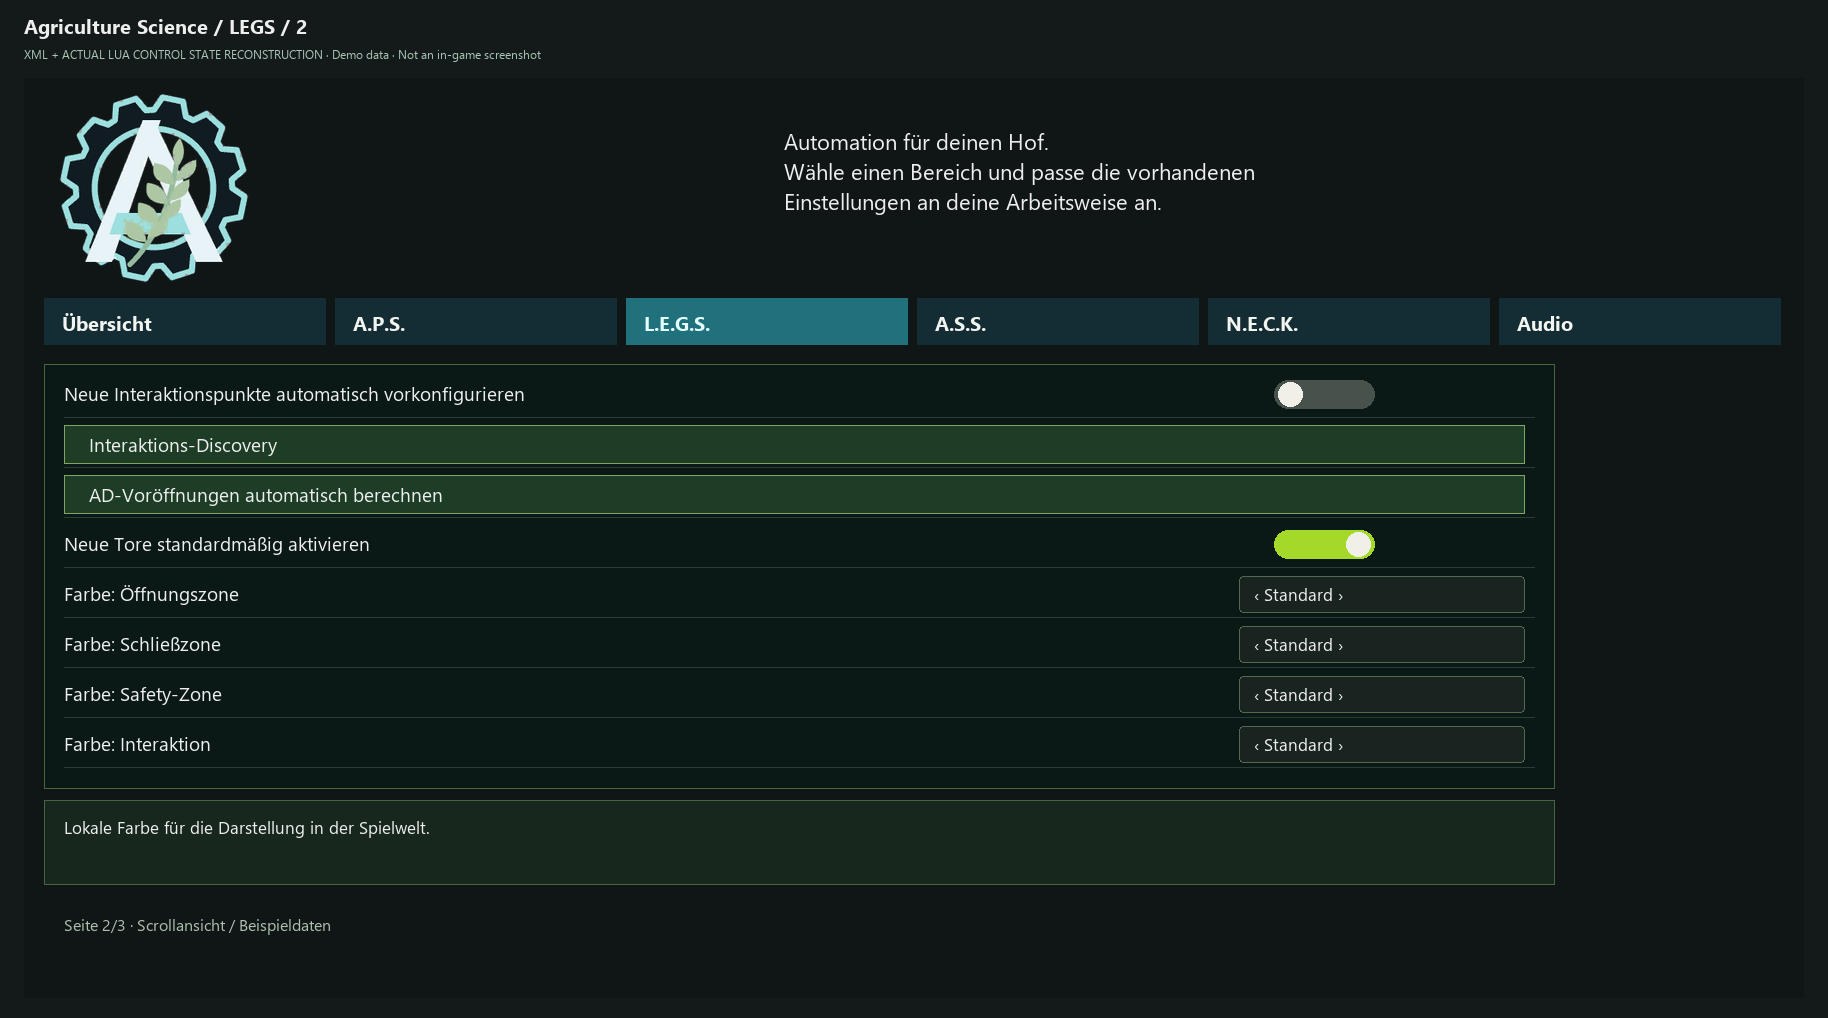 Agriculture Science / LEGS / 2
XML + ACTUAL LUA CONTROL STATE RECONSTRUCTION · Demo data · Not an in-game screenshot
Automation für deinen Hof.
Wähle einen Bereich und passe die vorhandenen
Einstellungen an deine Arbeitsweise an.
Übersicht A.P.S. L.E.G.S. A.S.S. N.E.C.K. Audio
Neue Interaktionspunkte automatisch vorkonfigurieren
Interaktions-Discovery
AD-Voröffnungen automatisch berechnen
Neue Tore standardmäßig aktivieren
Farbe: Öffnungszone ‹ Standard ›
Farbe: Schließzone ‹ Standard ›
Farbe: Safety-Zone ‹ Standard ›
Farbe: Interaktion ‹ Standard ›
Lokale Farbe für die Darstellung in der Spielwelt.
Seite 2/3 · Scrollansicht / Beispieldaten